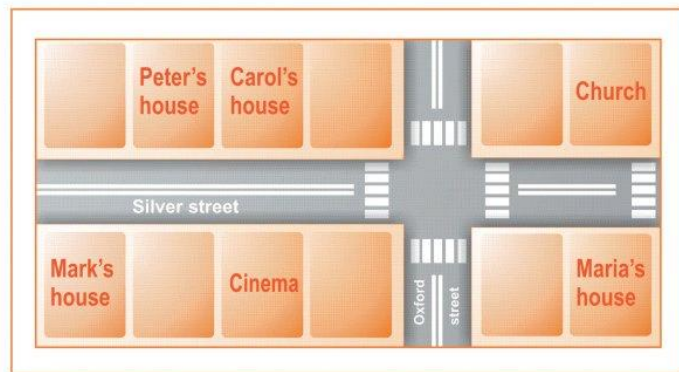 Peter's
house
Carol's
house
Church
Silver street
Mark's
house
Cinema
Oxford
street
Maria's
house